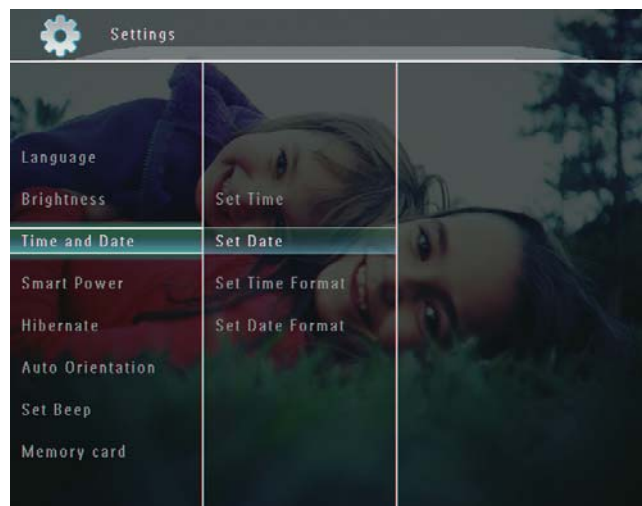 Settings
Language
Brightness
Time and Date
Smart Power
Hibernate
Auto Orientation
Set Beep
Memory card
Set Time
Set Date
Set Time Format
Set Date Format